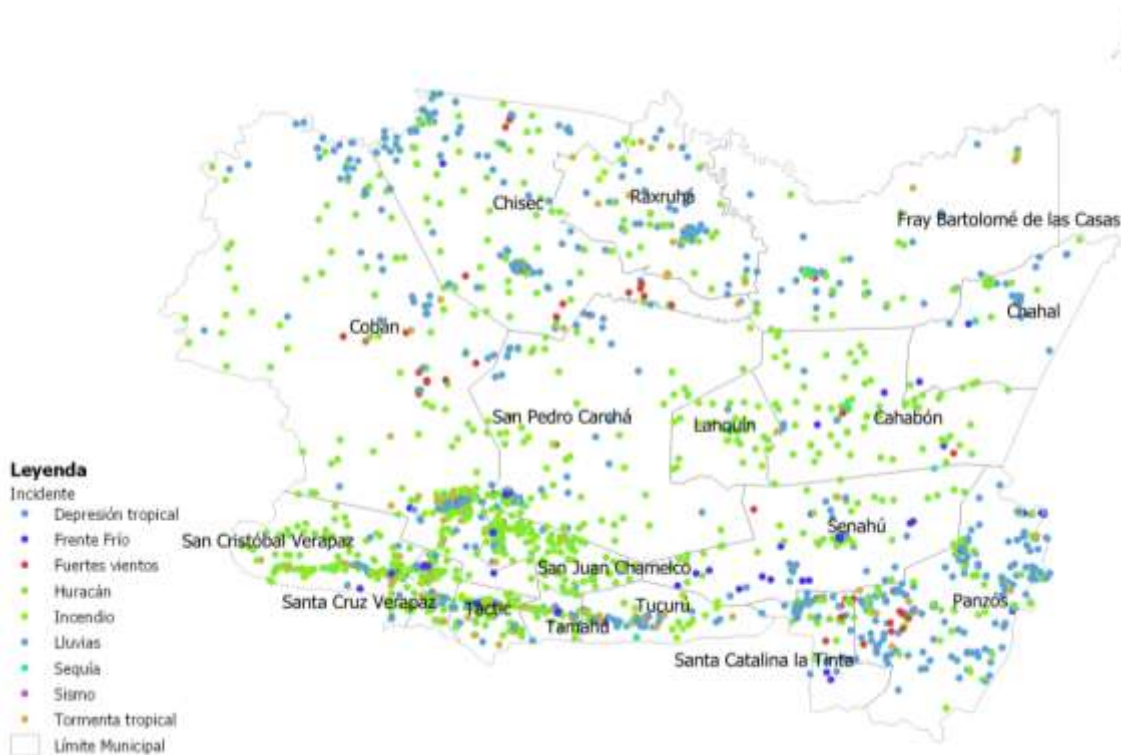 Chisec
Raxruhá
Fray Bartolomé de las Casas
Chahal
Cobán
San Pedro Carchá
Lanquín
Cahabón
Leyenda
Incidente
Depresión tropical
Frente Frío
Fuertes vientos
Huracán
Incendio
Lluvias
Sequía
Sismo
Tormenta tropical
Límite Municipal
San Cristóbal Verapaz
San Juan Chamelco
Senahú
Santa Cruz Verapaz
Tactic
Tamahú
Tucurú
Panzós
Santa Catalina la Tinta